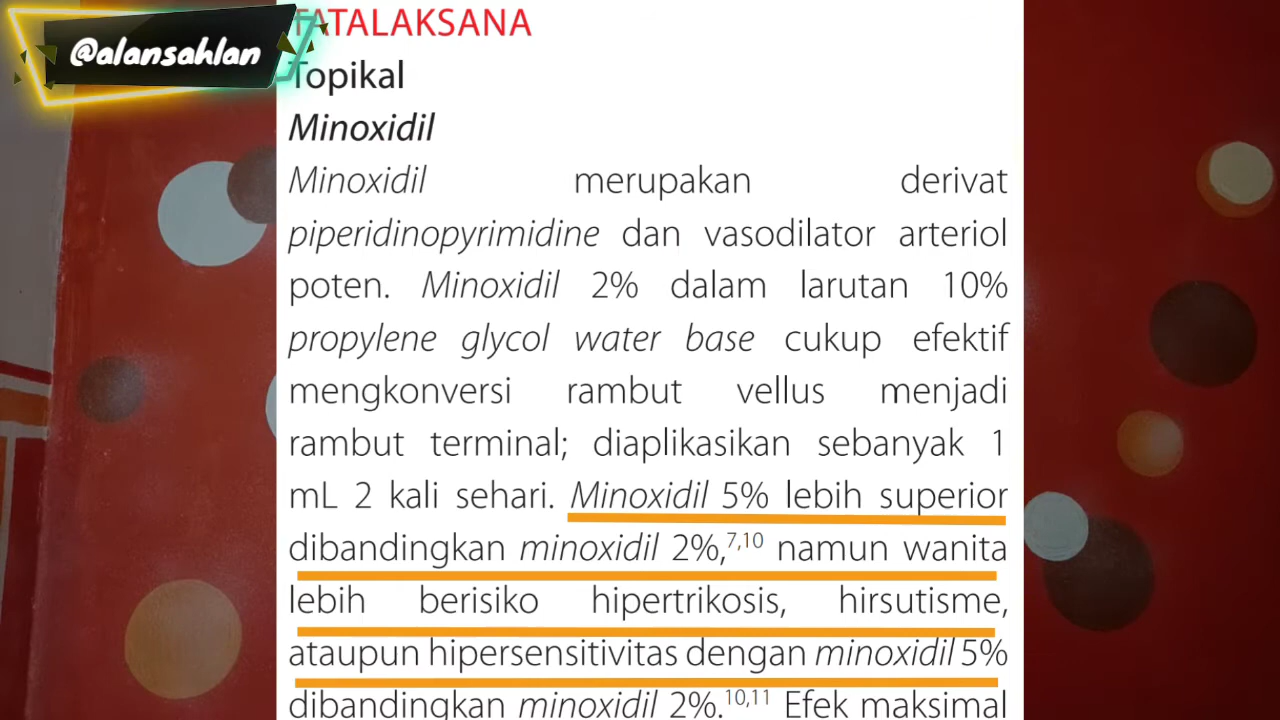 @alansahlan
TATALAKSANA
Topikal
Minoxidil
Minoxidil merupakan derivat
piperidinopyrimidine dan vasodilator arteriol
poten. Minoxidil 2% dalam larutan 10%
propylene glycol water base cukup efektif
mengkonversi rambut vellus menjadi
rambut terminal; diaplikasikan sebanyak 1
mL 2 kali sehari. Minoxidil 5% lebih superior
dibandingkan minoxidil 2%,7,10 namun wanita
lebih berisiko hipertrikosis, hirsutisme,
ataupun hipersensitivitas dengan minoxidil 5%
dibandingkan minoxidil 2%.10,11 Efek maksimal